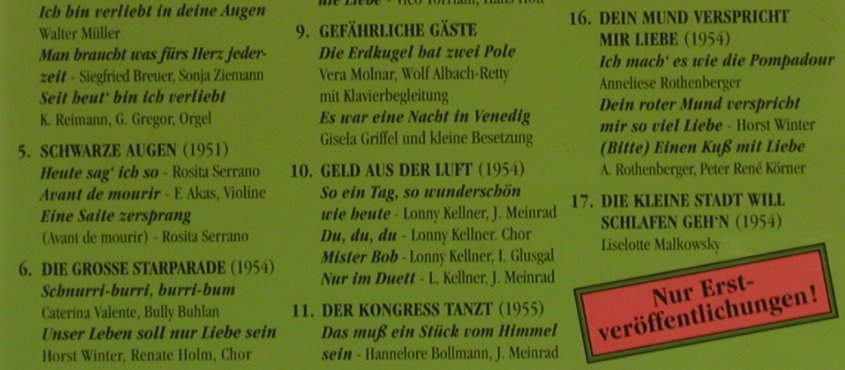 Ich bin verliebt in deine Augen
Walter Müller
Man braucht was fürs Herz jeder-
zeit - Siegfried Breuer, Sonja Ziemann
Seit heut' bin ich verliebt
K. Reimann, G. Gregor, Orgel
5. SCHWARZE AUGEN (1951)
Heute sag' ich so - Rosita Serrano
Avant de mourir - F. Akas, Violine
Eine Saite zersprang
(Avant de mourir) - Rosita Serrano
6. DIE GROSSE STARPARADE (1954)
Schnurri-burri, burri-bum
Caterina Valente, Bully Buhlan
Unser Leben soll nur Liebe sein
Horst Winter, Renate Holm, Chor
die Liebe - Vico Torriani, Hans Holt
9. GEFÄHRLICHE GÄSTE
Die Erdkugel hat zwei Pole
Vera Molnar, Wolf Albach-Retty
mit Klavierbegleitung
Es war eine Nacht in Venedig
Gisela Griffel und kleine Besetzung
10. GELD AUS DER LUFT (1954)
So ein Tag, so wunderschön
wie heute - Lonny Kellner, J. Meinrad
Du, du, du - Lonny Kellner. Chor
Mister Bob - Lonny Kellner, I. Glusgal
Nur im Duett - L. Kellner, J. Meinrad
11. DER KONGRESS TANZT (1955)
Das muß ein Stück vom Himmel
sein - Hannelore Bollmann, J. Meinrad
16. DEIN MUND VERSPRICHT
MIR LIEBE (1954)
Ich mach' es wie die Pompadour
Anneliese Rothenberger
Dein roter Mund verspricht
mir so viel Liebe - Horst Winter
(Bitte) Einen Kuß mit Liebe
A. Rothenberger, Peter René Körner
17. DIE KLEINE STADT WILL
SCHLAFEN GEH'N (1954)
Liselotte Malkowsky
Nur Erst-
veröffentlichungen!